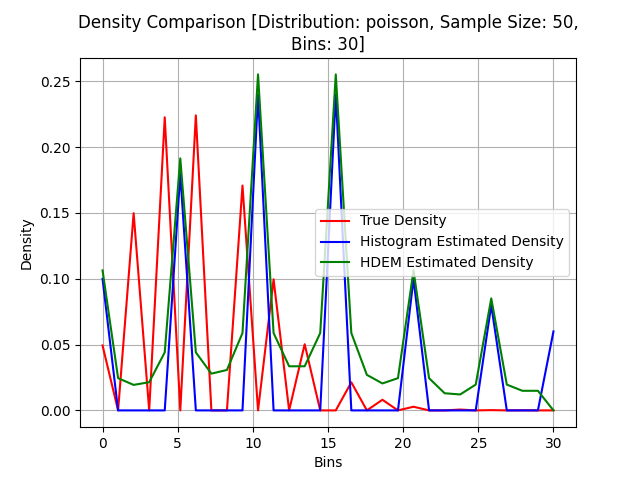 Density Comparison [Distribution: poisson, Sample Size: 50,
Bins: 30]
Density
0.25
0.20
0.15
0.10
0.05
0.00
True Density
Histogram Estimated Density
HDEM Estimated Density
0 5 10 15 20 25 30
Bins